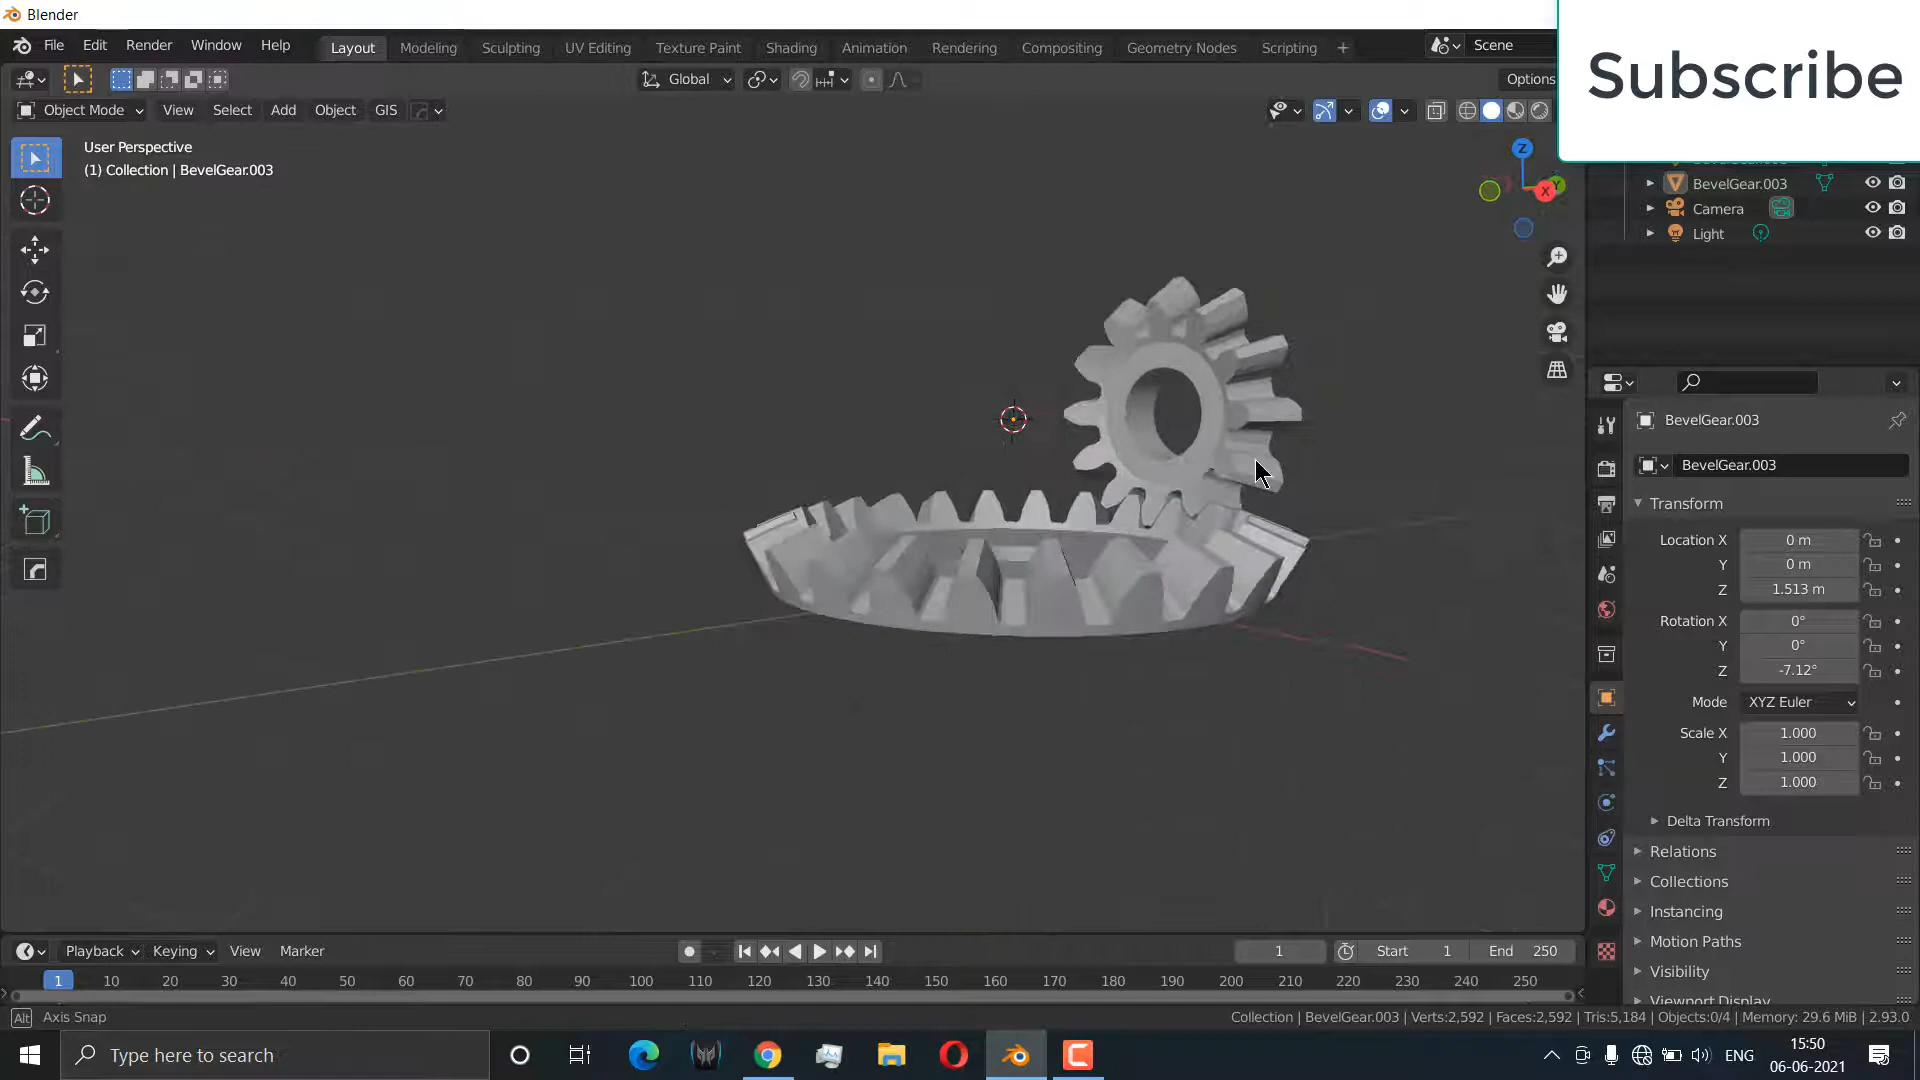 Blender
File Edit Render Window Help Layout Modeling Sculpting UV Editing Texture Paint Shading Animation Rendering Compositing Geometry Nodes Scripting + Scene
Subscribe
Global Options
Object Mode View Select Add Object GIS
User Perspective
(1) Collection | BevelGear.003
Z
Y
X
BevelGear.003
Camera
Light
BevelGear.003
BevelGear.003
Transform
Location X 0 m
Y 0 m
Z 1.513 m
Rotation X 0°
Y 0°
Z -7.12°
Mode XYZ Euler
Scale X 1.000
Y 1.000
Z 1.000
Delta Transform
Relations
Collections
Instancing
Motion Paths
Visibility
Viewport Display
Playback Keying View Marker 1 Start 1 End 250
1 10 20 30 40 50 60 70 80 90 100 110 120 130 140 150 160 170 180 190 200 210 220 230 240 250
Alt Axis Snap Collection | BevelGear.003 | Verts:2,592 | Faces:2,592 | Tris:5,184 | Objects:0/4 | Memory: 29.6 MiB | 2.93.0
Type here to search ENG
15:50
06-06-2021